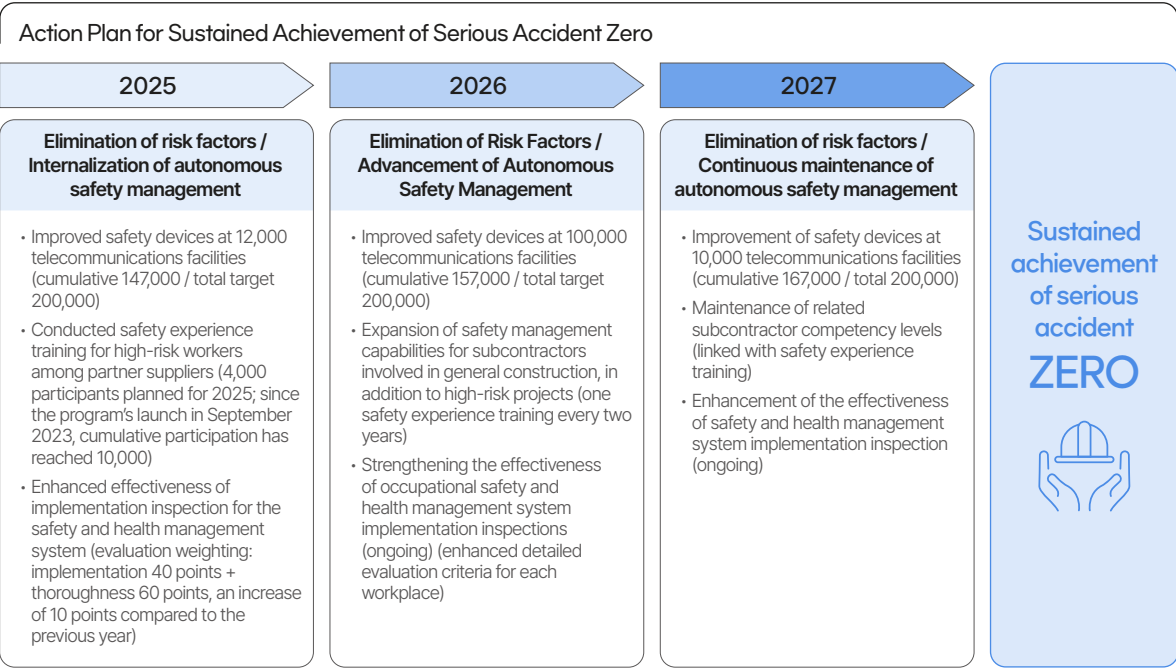 Action Plan for Sustained Achievement of Serious Accident Zero
2025
Elimination of risk factors /
Internalization of autonomous
safety management
• Improved safety devices at 12,000
telecommunications facilities
(cumulative 147,000 / total target
200,000)
• Conducted safety experience
training for high-risk workers
among partner suppliers (4,000
participants planned for 2025; since
the program's launch in September
2023, cumulative participation has
reached 10,000)
• Enhanced effectiveness of
implementation inspection for the
safety and health management
system (evaluation weighting:
implementation 40 points +
thoroughness 60 points, an increase
of 10 points compared to the
previous year)
2026
Elimination of Risk Factors /
Advancement of Autonomous
Safety Management
• Improved safety devices at 100,000
telecommunications facilities
(cumulative 157,000 / total target
200,000)
• Expansion of safety management
capabilities for subcontractors
involved in general construction, in
addition to high-risk projects (one
safety experience training every two
years)
• Strengthening the effectiveness
of occupational safety and
health management system
implementation inspections
(ongoing) (enhanced detailed
evaluation criteria for each
workplace)
2027
Elimination of risk factors /
Continuous maintenance of
autonomous safety management
• Improvement of safety devices at
10,000 telecommunications facilities
(cumulative 167,000 / total 200,000)
• Maintenance of related
subcontractor competency levels
(linked with safety experience
training)
• Enhancement of the effectiveness
of safety and health management
system implementation inspection
(ongoing)
Sustained
achievement
of serious
accident
ZERO